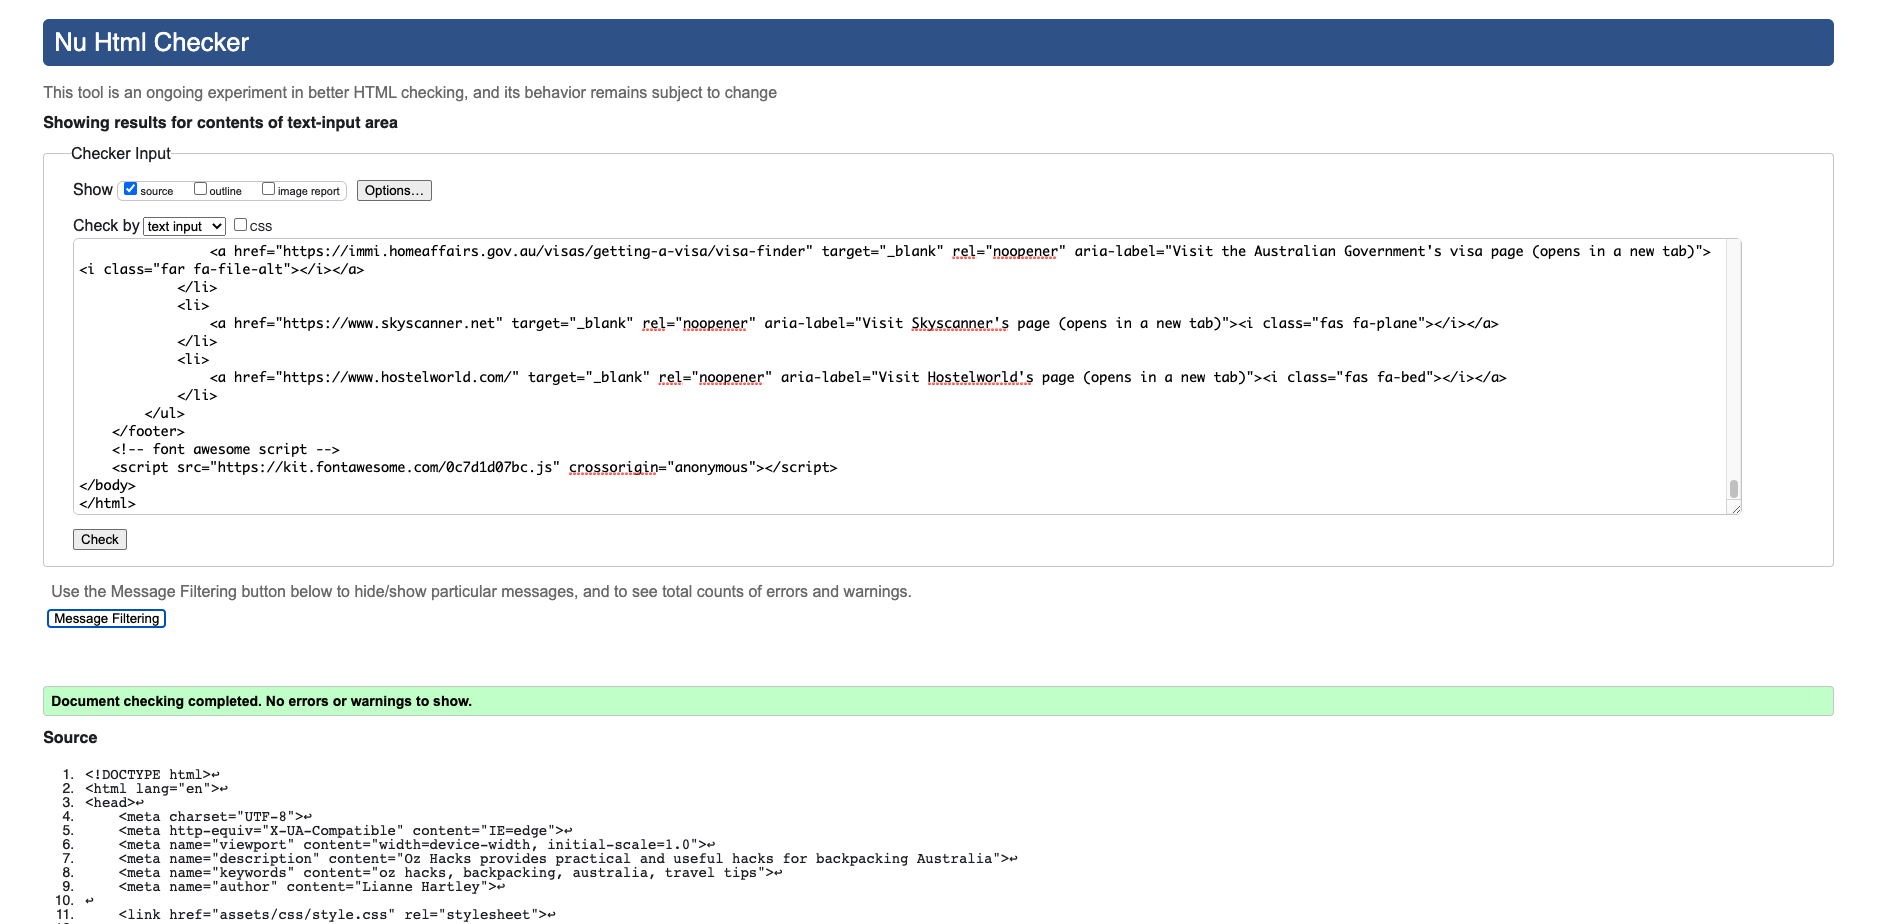 Nu Html Checker
This tool is an ongoing experiment in better HTML checking, and its behavior remains subject to change
Showing results for contents of text-input area
Checker Input
Show source outline image report Options...
Check by text input CSS
<a href="https://immi.homeaffairs.gov.au/visas/getting-a-visa/visa-finder" target="_blank" rel="noopener" aria-label="Visit the Australian Government's visa page (opens in a new tab)">
<i class="far fa-file-alt"></i></a>
</li>
<li>
<a href="https://www.skyscanner.net" target="_blank" rel="noopener" aria-label="Visit Skyscanner's page (opens in a new tab)"><i class="fas fa-plane"></i></a>
</li>
<li>
<a href="https://www.hostelworld.com/" target="_blank" rel="noopener" aria-label="Visit Hostelworld's page (opens in a new tab)"><i class="fas fa-bed"></i></a>
</li>
</ul>
</footer>
<!-- font awesome script -->
<script src="https://kit.fontawesome.com/0c7d1d07bc.js" crossorigin="anonymous"></script>
</body>
</html>
Check
Use the Message Filtering button below to hide/show particular messages, and to see total counts of errors and warnings.
Message Filtering
Document checking completed. No errors or warnings to show.
Source
1. <!DOCTYPE html>↩
2. <html lang="en">↩
3. <head>↩
4. <meta charset="UTF-8">↩
5. <meta http-equiv="X-UA-Compatible" content="IE=edge">↩
6. <meta name="viewport" content="width=device-width, initial-scale=1.0">↩
7. <meta name="description" content="Oz Hacks provides practical and useful hacks for backpacking Australia">↩
8. <meta name="keywords" content="oz hacks, backpacking, australia, travel tips">↩
9. <meta name="author" content="Lianne Hartley">↩
10. ↩
11. <link href="assets/css/style.css" rel="stylesheet">↩